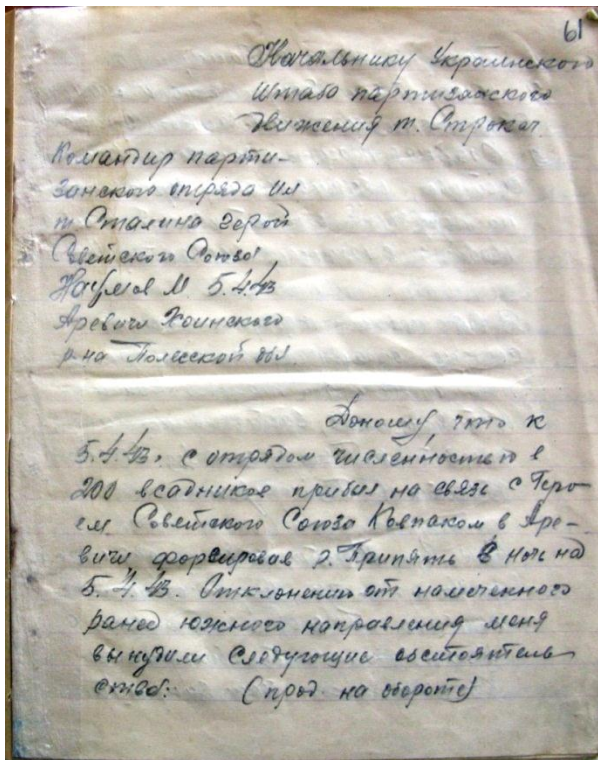 61
Начальнику Украинского
Штаба партизанского
движения т. Строкач
Командир парти-
занского отряда им
т Сталина герой
Советского Союза
Наумов М. 5.4.43
Аревичи Хоинского
р-на Полесской обл.
Доношу что к
5.4.43. с отрядом численностью в
200 всадников прибыл на связь с Геро-
ем Советского Союза Ковпаком в Аре-
вичи, форсировав р. Припять в ночь на
5.4.43. Отклонению от намеченного
ранее южного направления меня
вынудили следующие обстоятель
ства: (прод. на обороте)